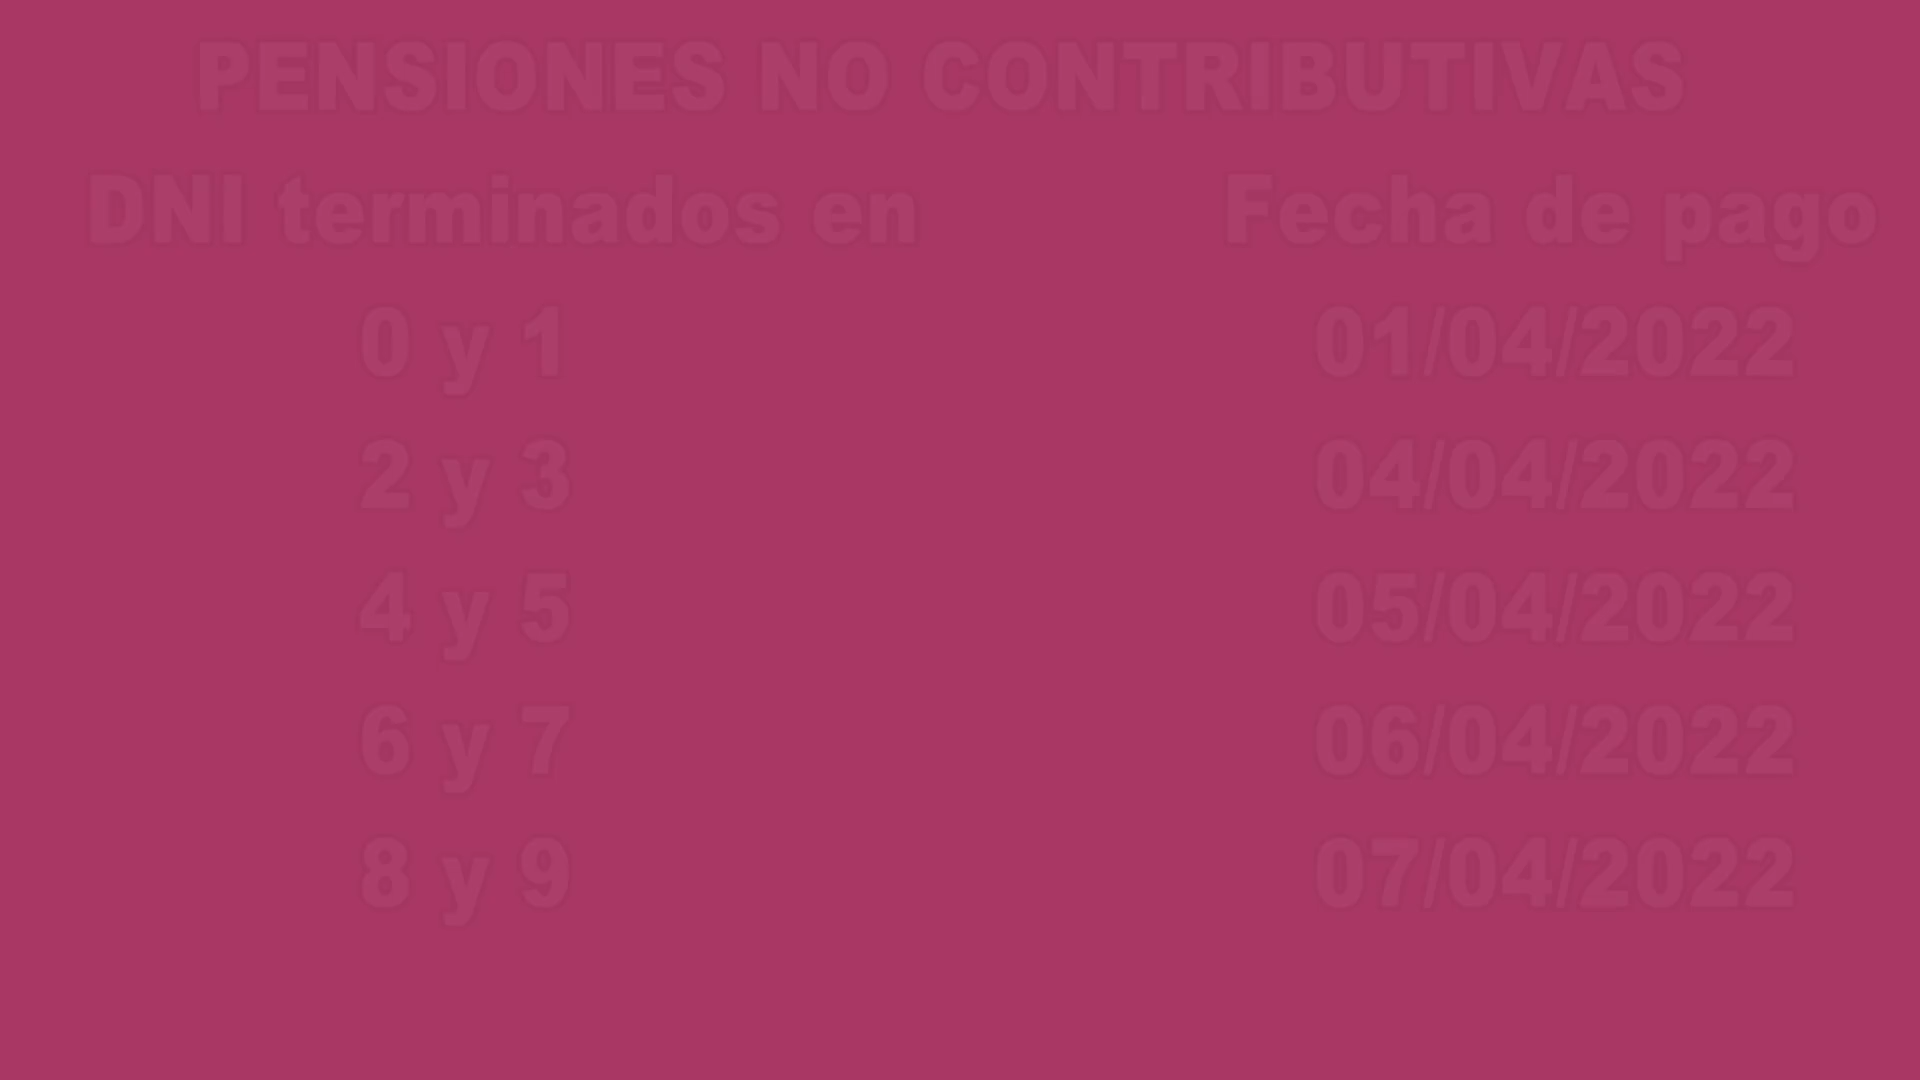 PENSIONES NO CONTRIBUTIVAS
DNI terminados en Fecha de pago
0 y 1 01/04/2022
2 y 3 04/04/2022
4 y 5 05/04/2022
6 y 7 06/04/2022
8 y 9 07/04/2022